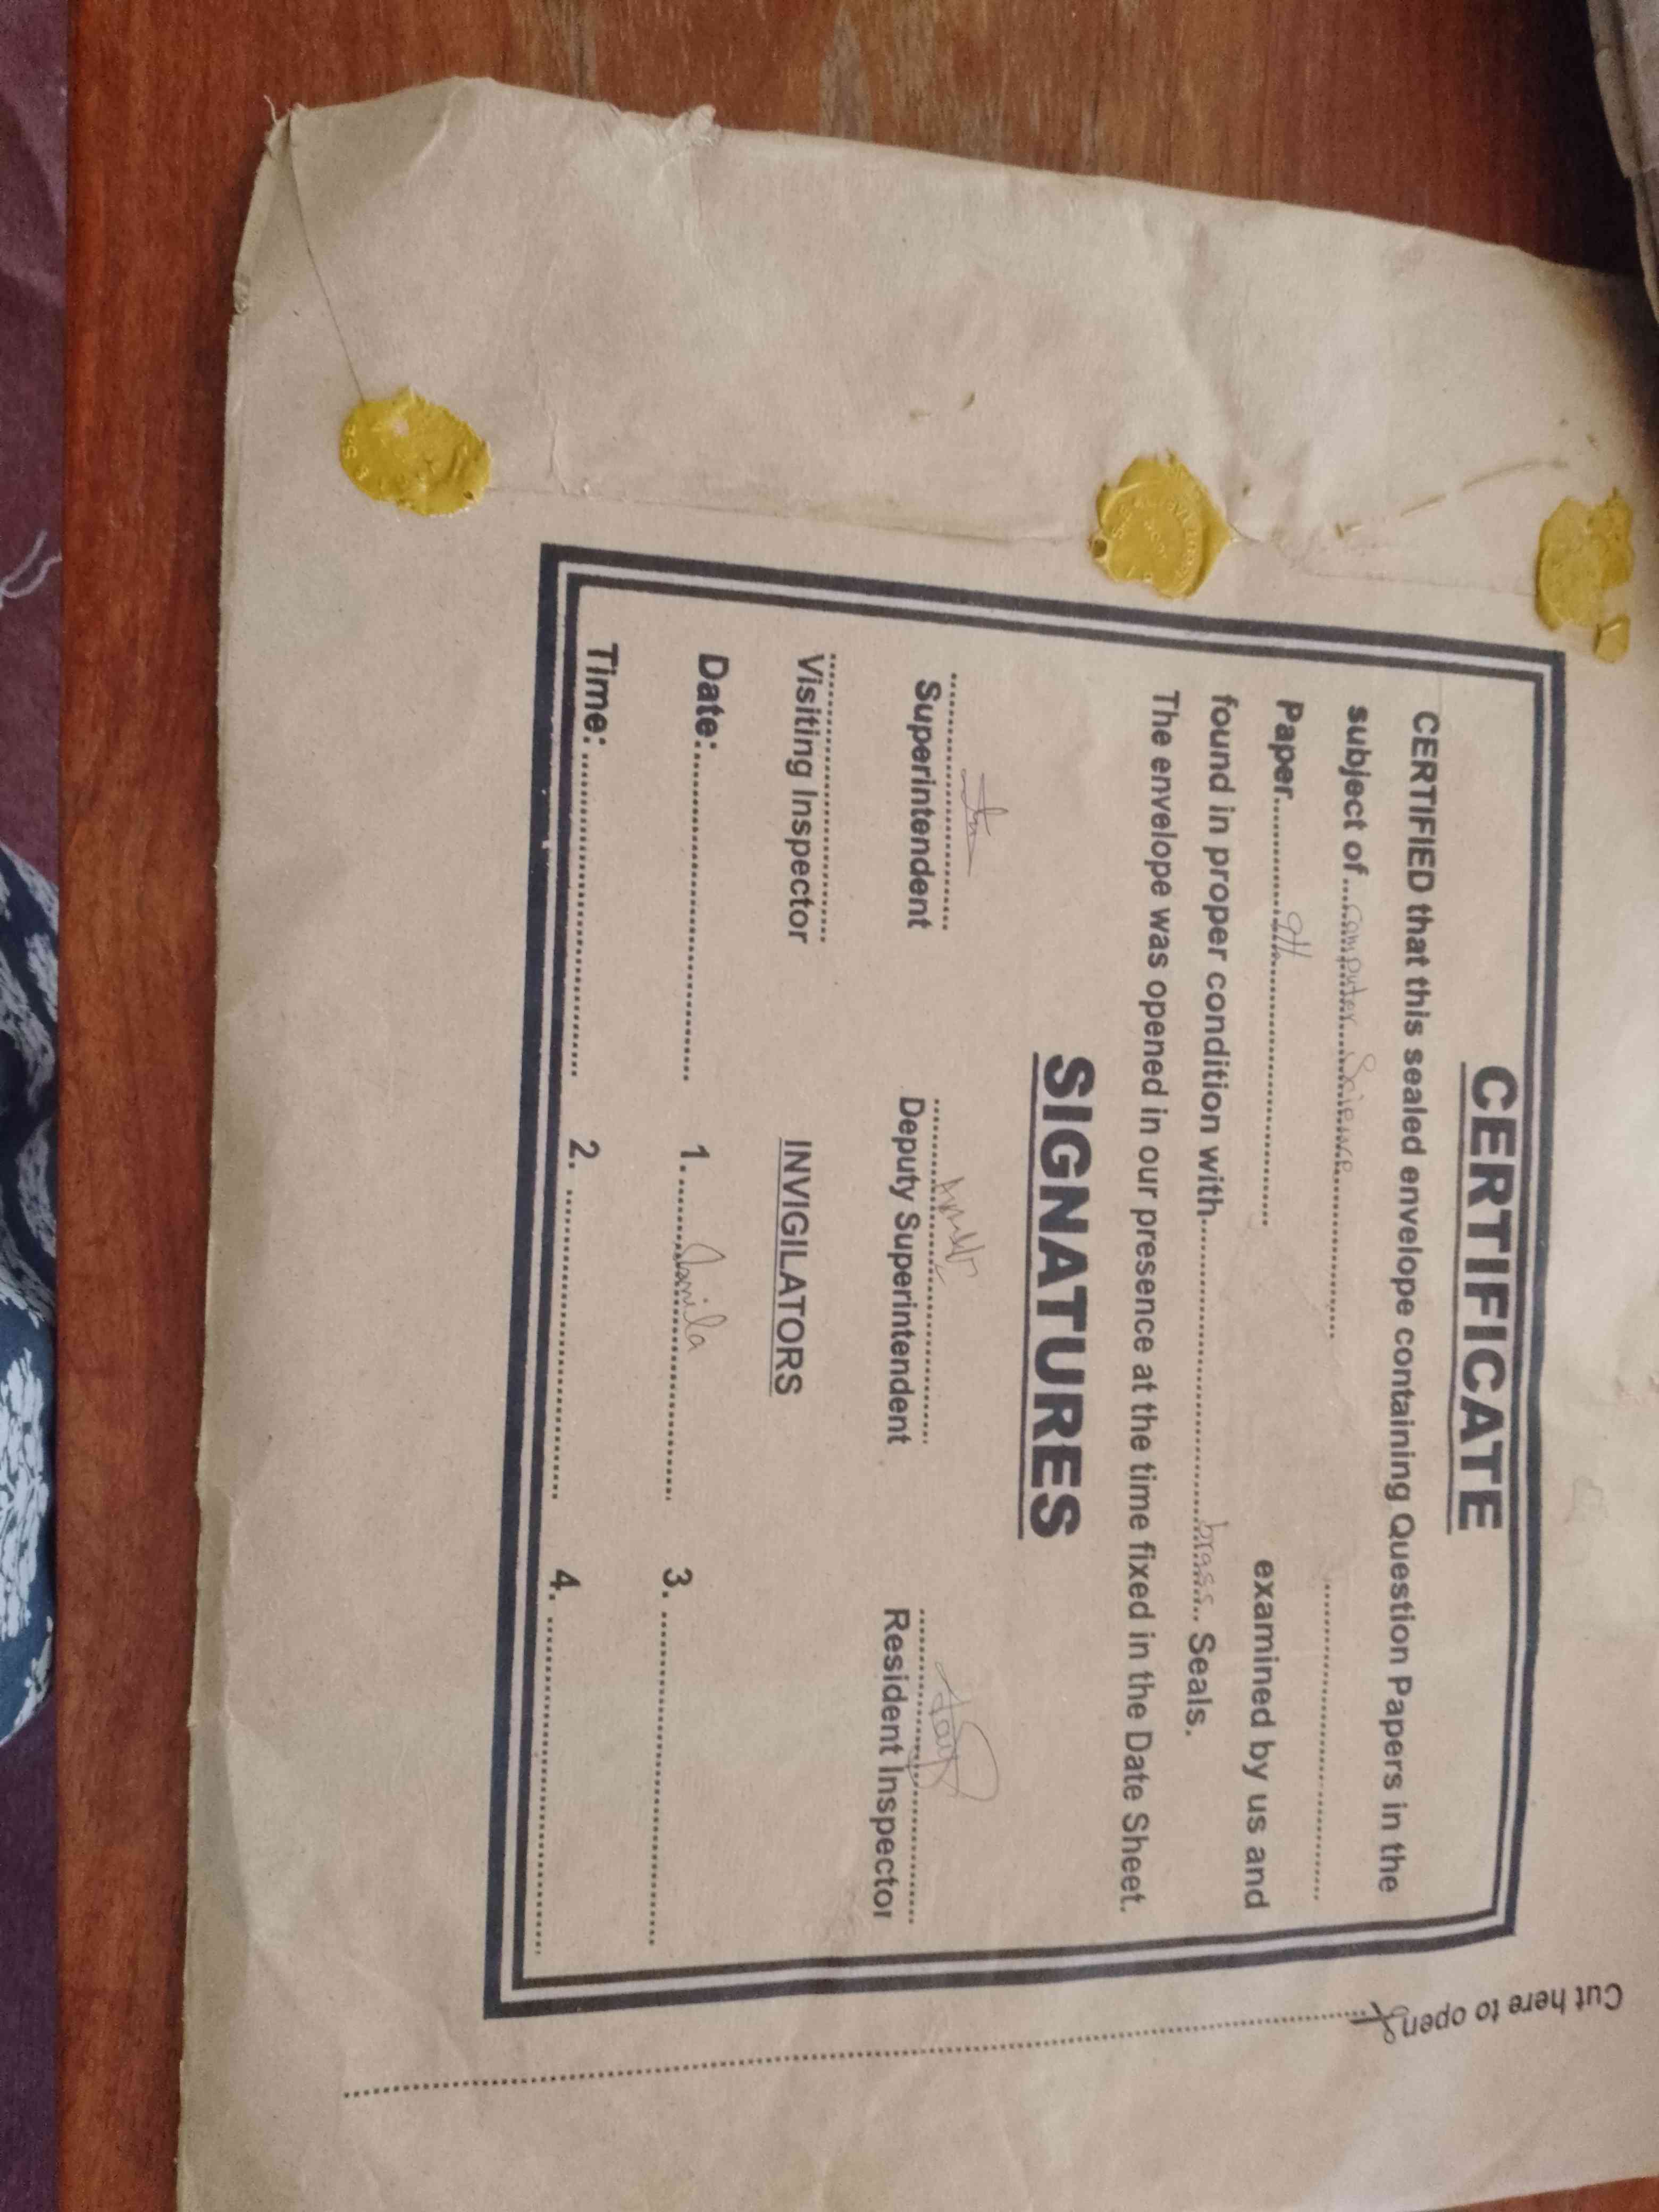 CERTIFICATE
CERTIFIED that this sealed envelope containing Question Papers in the
subject of....Computer Science.... ....
Paper....9th.... examined by us and
found in proper condition with....brass.... Seals.
The envelope was opened in our presence at the time fixed in the Date Sheet.
SIGNATURES
Superintendent Deputy Superintendent Resident Inspector
Visiting Inspector INVIGILATORS
Date:.... 1.....Jamila.... 3.....
Time:.... 2..... 4.....
Cut here to open